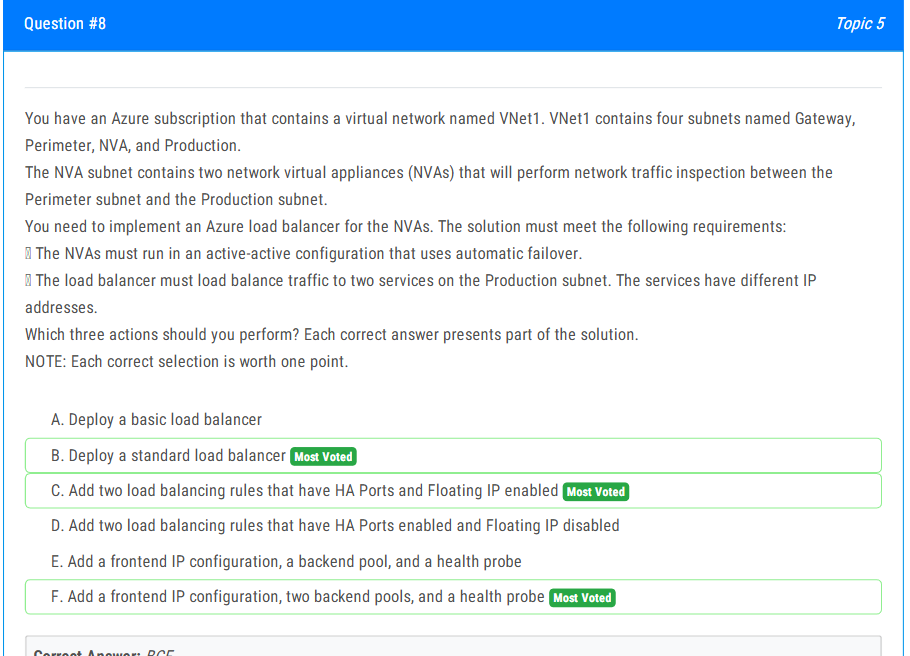 Question #8
Topic 5
You have an Azure subscription that contains a virtual network named VNet1. VNet1 contains four subnets named Gateway,
Perimeter, NVA, and Production.
The NVA subnet contains two network virtual appliances (NVAs) that will perform network traffic inspection between the
Perimeter subnet and the Production subnet.
You need to implement an Azure load balancer for the NVAs. The solution must meet the following requirements:
The NVAs must run in an active-active configuration that uses automatic failover.
The load balancer must load balance traffic to two services on the Production subnet. The services have different IP
addresses.
Which three actions should you perform? Each correct answer presents part of the solution.
NOTE: Each correct selection is worth one point.
A. Deploy a basic load balancer
B. Deploy a standard load balancer Most Voted
C. Add two load balancing rules that have HA Ports and Floating IP enabled Most Voted
D. Add two load balancing rules that have HA Ports enabled and Floating IP disabled
E. Add a frontend IP configuration, a backend pool, and a health probe
F. Add a frontend IP configuration, two backend pools, and a health probe Most Voted
Correct Answer: